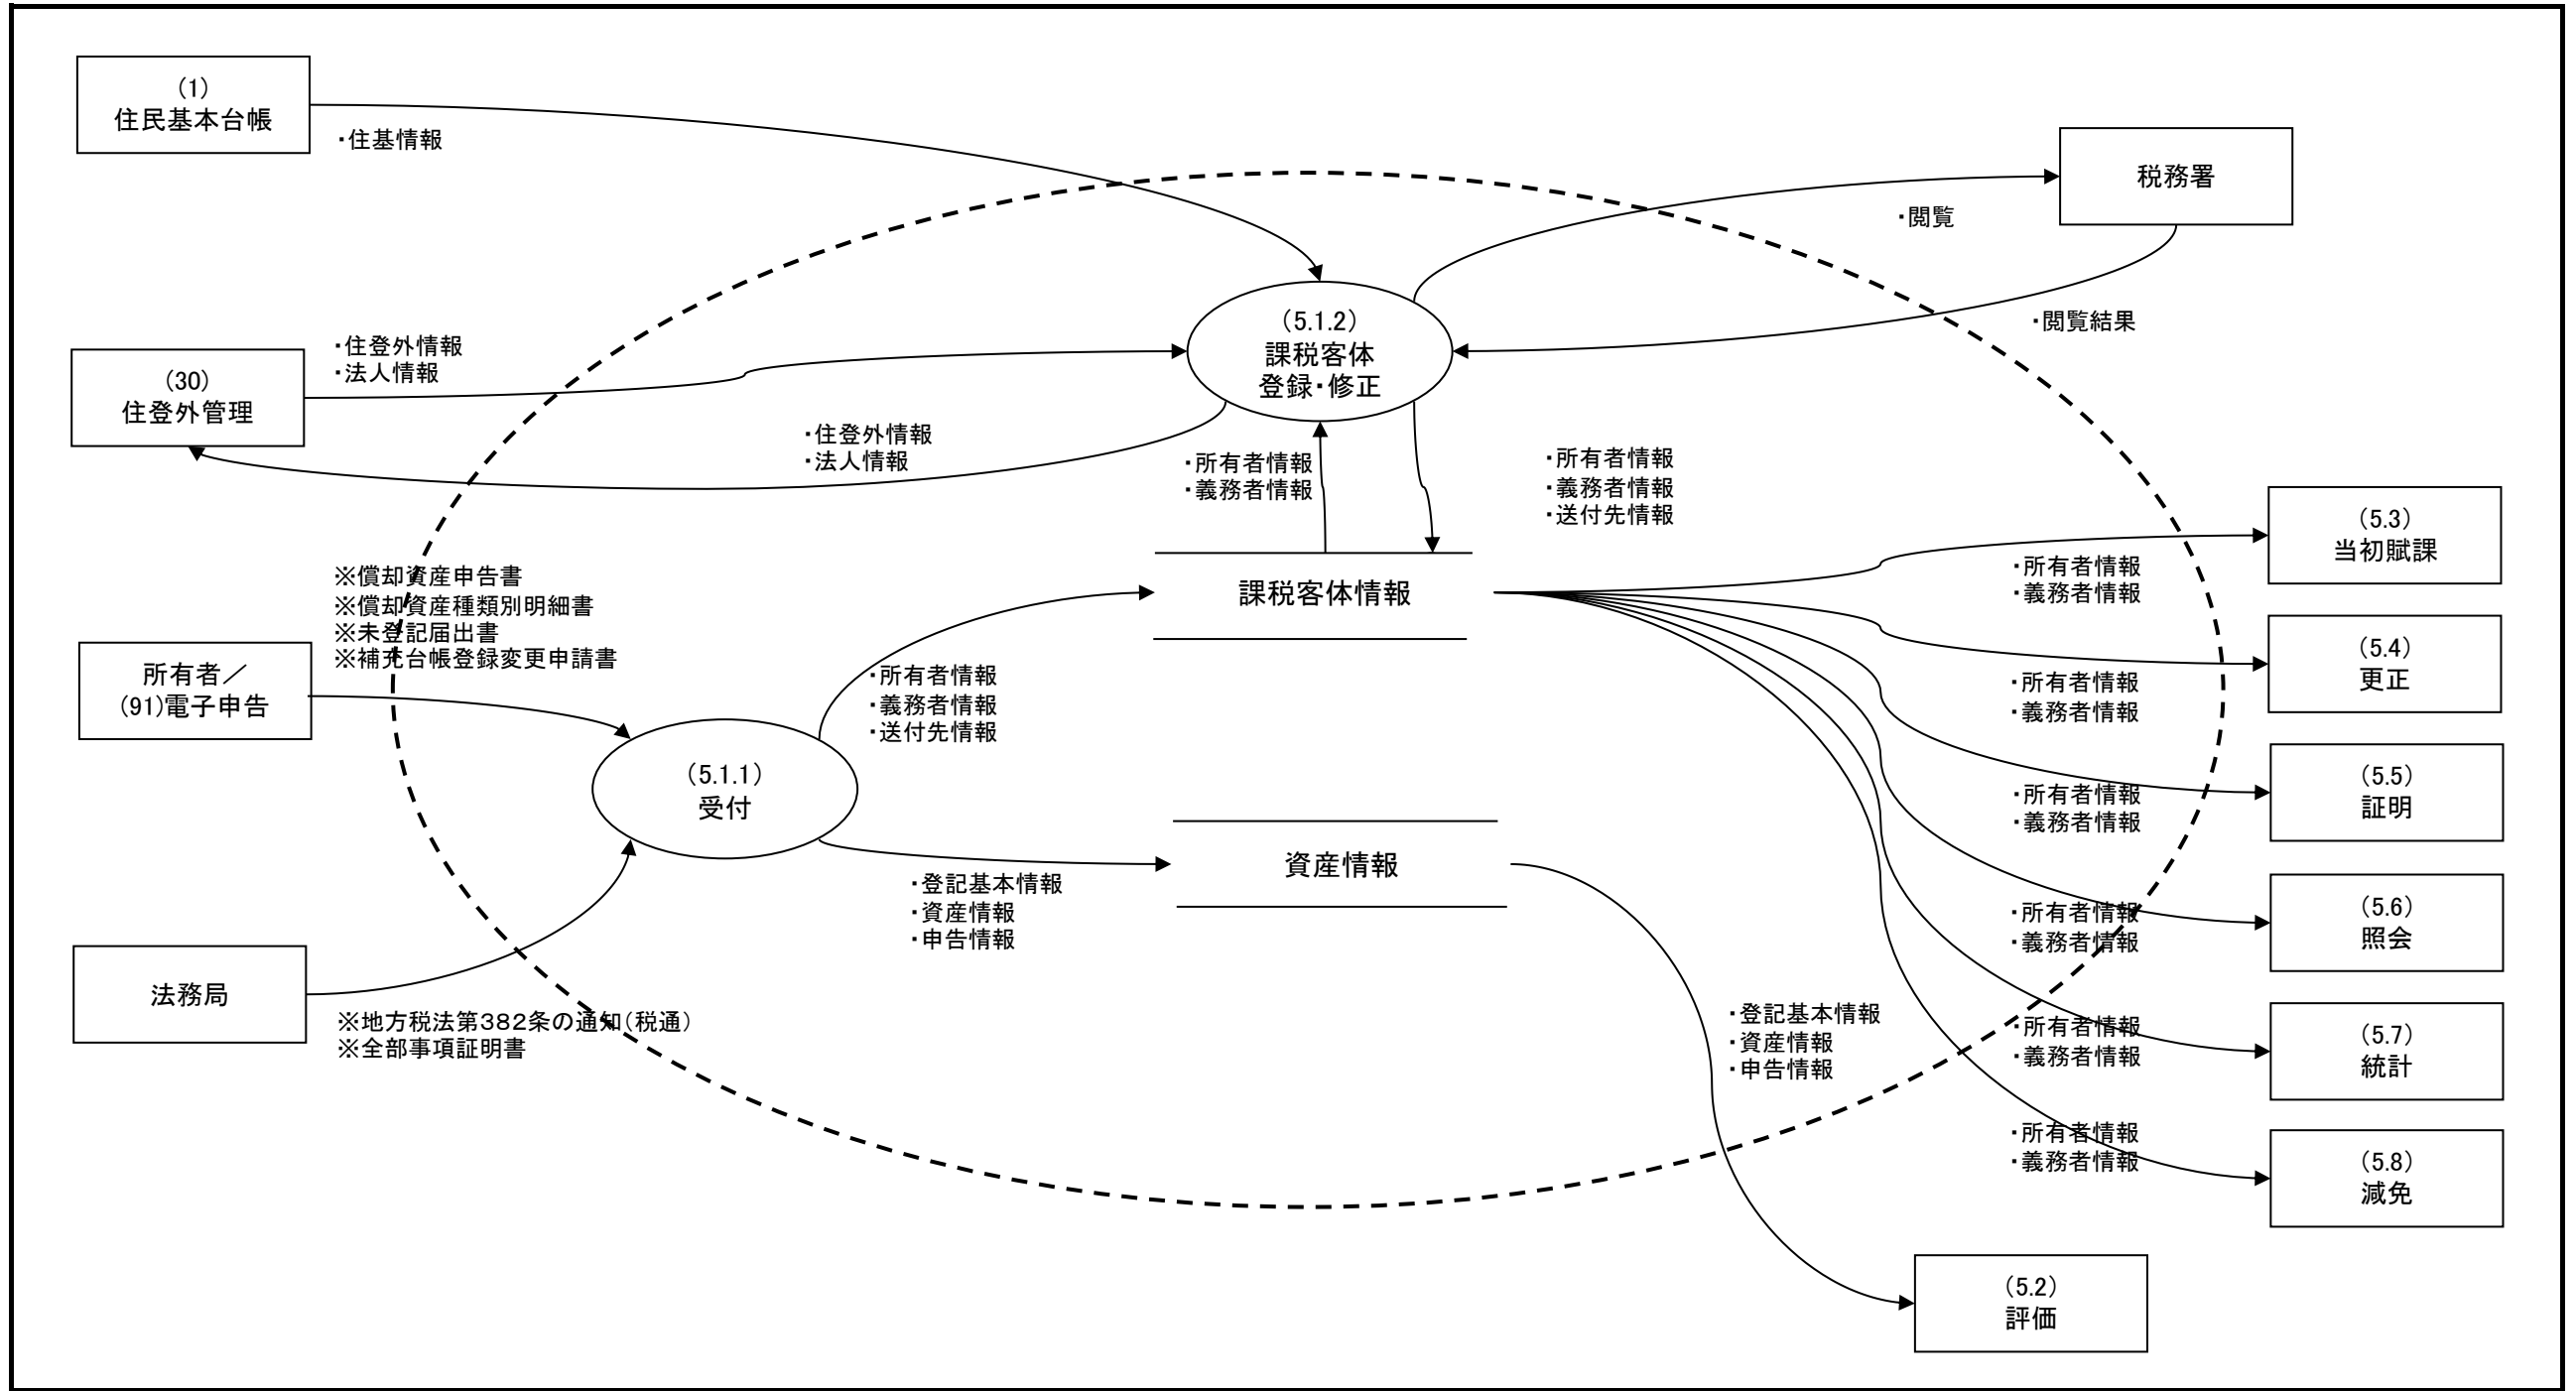 （1）
住民基本台帳
・住基情報
税務署
・閲覧
・閲覧結果
（5.1.2）
課税客体
登録・修正
・住登外情報
・法人情報
（30）
住登外管理
・住登外情報
・法人情報
・所有者情報
・義務者情報
・所有者情報
・義務者情報
・送付先情報
（5.3）
当初賦課
・所有者情報
・義務者情報
※償却資産申告書
※償却資産種類別明細書
※未登記届出書
※補充台帳登録変更申請書
課税客体情報
所有者／
（91）電子申告
・所有者情報
・義務者情報
・送付先情報
（5.4）
更正
・所有者情報
・義務者情報
（5.1.1）
受付
（5.5）
証明
・所有者情報
・義務者情報
資産情報
・登記基本情報
・資産情報
・申告情報
（5.6）
照会
・所有者情報
・義務者情報
法務局
※地方税法第３８２条の通知（税通）
※全部事項証明書
・登記基本情報
・資産情報
・申告情報
・所有者情報
・義務者情報
（5.7）
統計
・所有者情報
・義務者情報
（5.8）
減免
（5.2）
評価